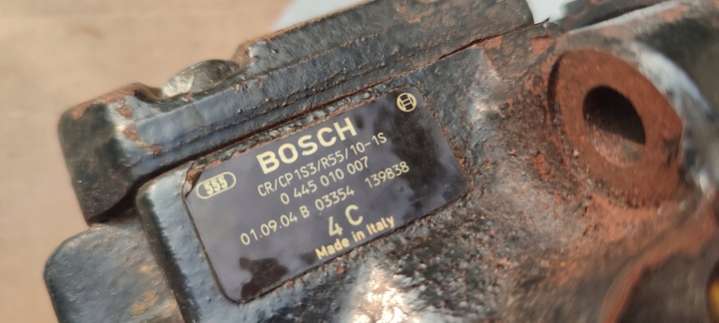 BOSCH
555 CR/CP1S3/R55/10-1S
0 445 010 007
01.09.04 B 03354 139838
4 C
Made in Italy